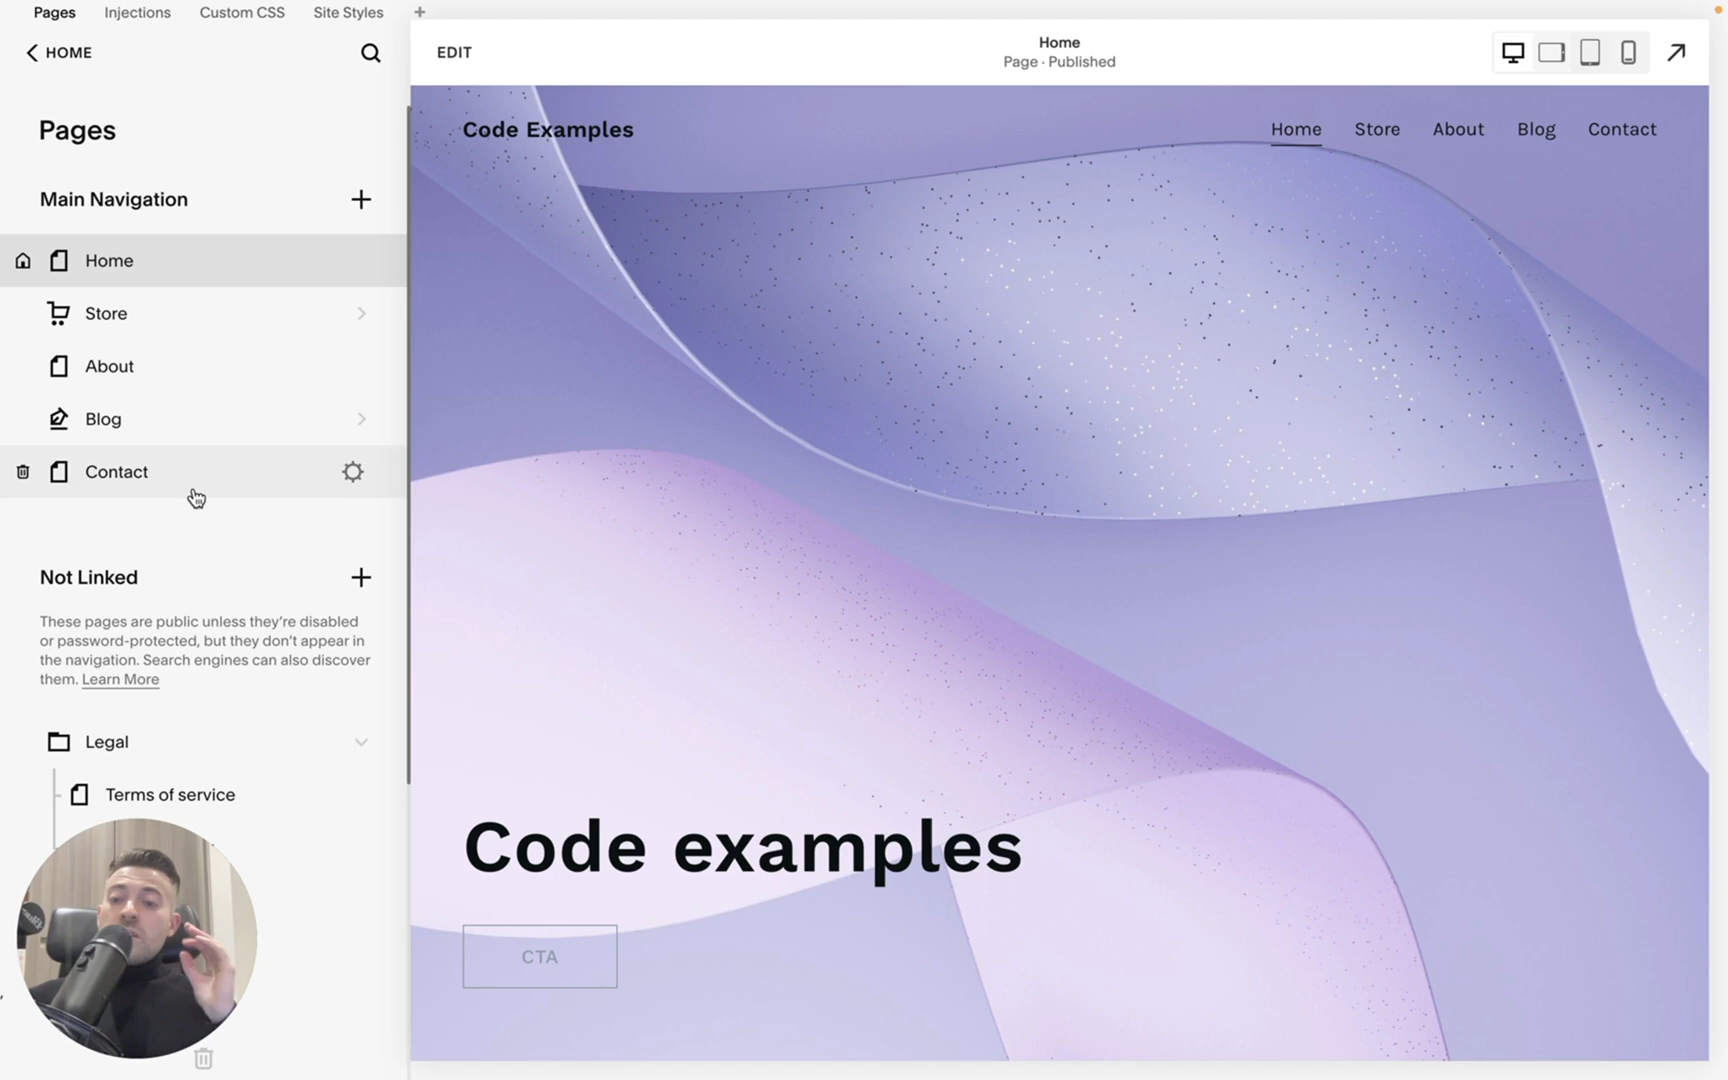 Pages Injections Custom CSS Site Styles +
HOME
Pages
Main Navigation
Home
Store
About
Blog
Contact
Not Linked
These pages are public unless they’re disabled
or password-protected, but they don’t appear in
the navigation. Search engines can also discover
them. Learn More
Legal
Terms of service
EDIT
Home
Page · Published
Code Examples
Home Store About Blog Contact
Code examples
CTA